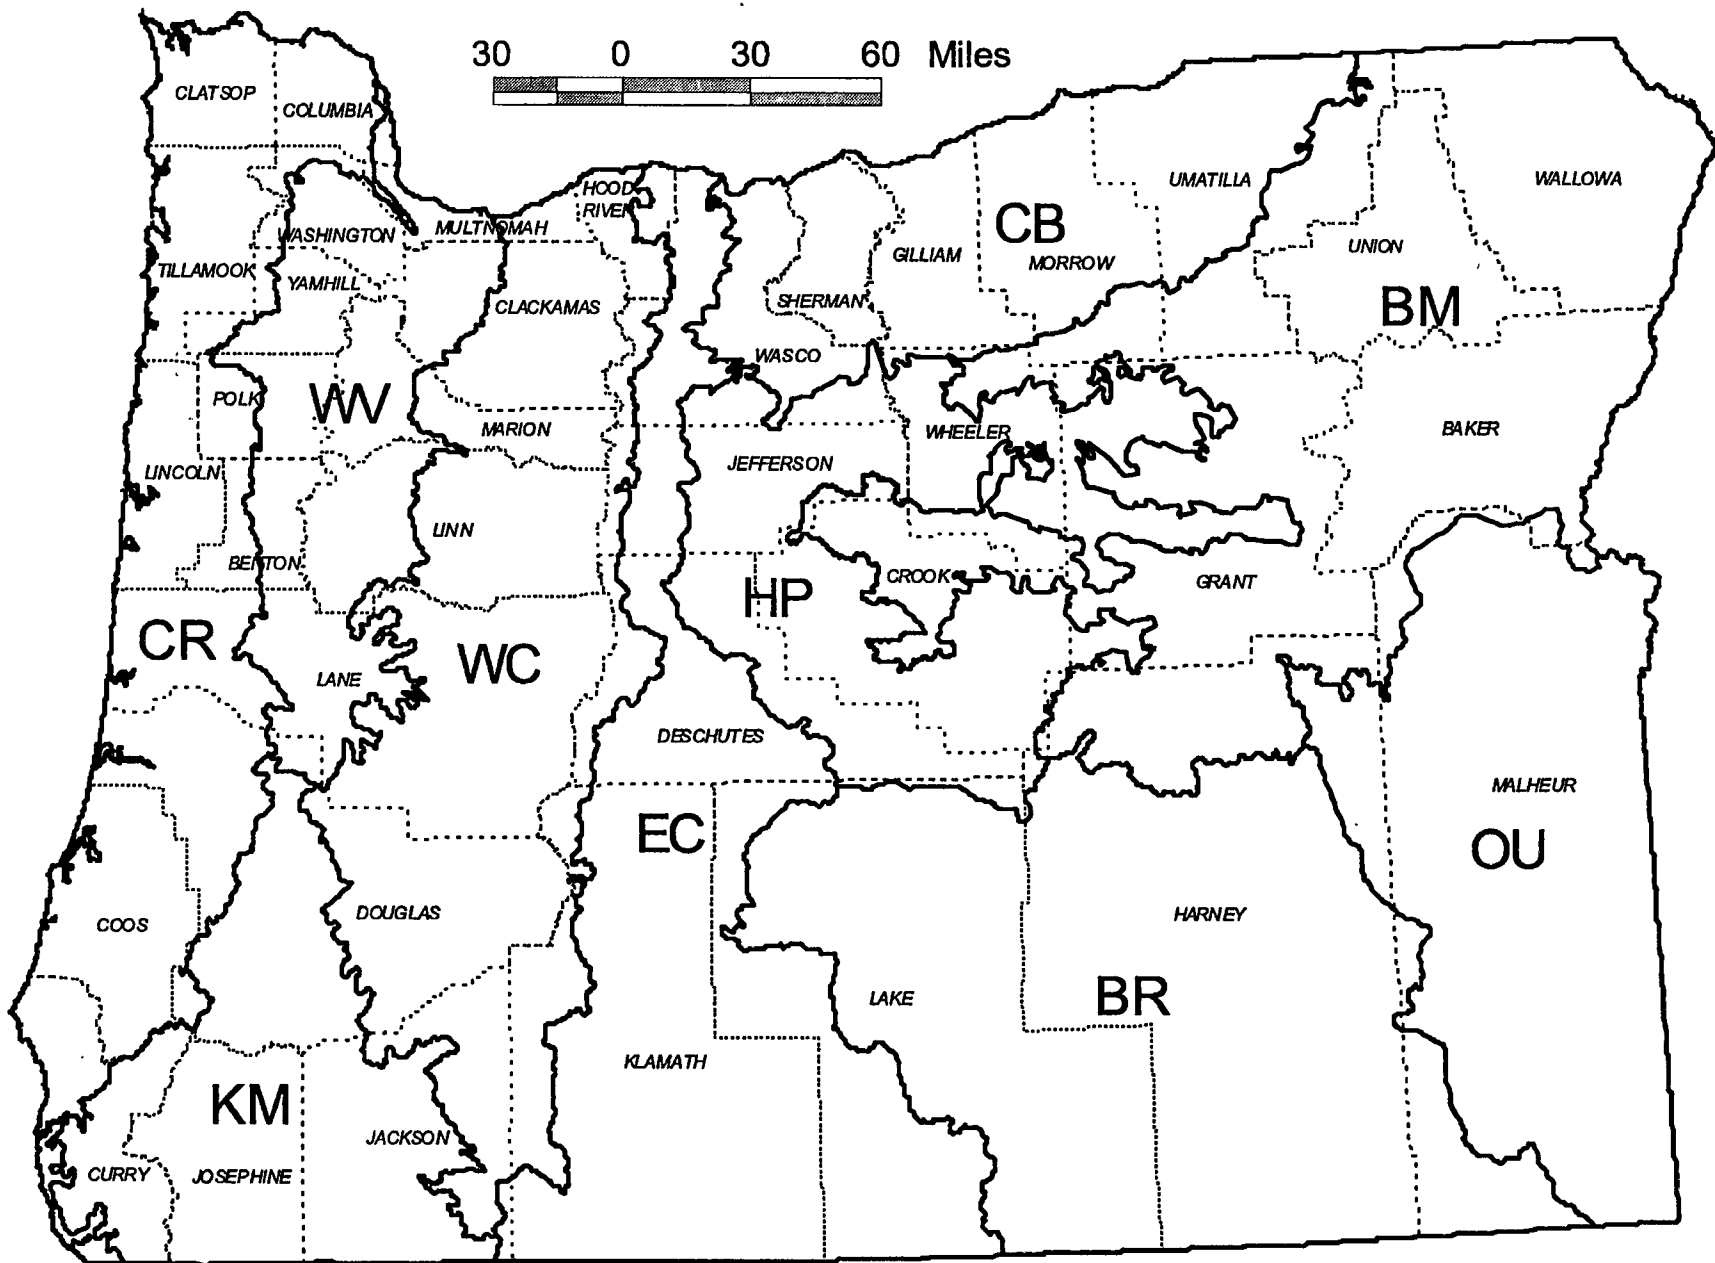 30 0 30 60 Miles
CLATSOP
COLUMBIA
HOOD
RIVER
UMATILLA
WALLOWA
WASHINGTON
MULTNOMAH
CB
UNION
GILLIAM
MORROW
TILLAMOOK
YAMHILL
CLACKAMAS
SHERMAN
BM
WASCO
POLK
WV
MARION
WHEELER
BAKER
LINCOLN
JEFFERSON
LINN
BENTON
CROOK
GRANT
HP
CR
WC
LANE
DESCHUTES
MALHEUR
EC
OU
COOS
DOUGLAS
HARNEY
LAKE
BR
KLAMATH
KM
JACKSON
CURRY
JOSEPHINE